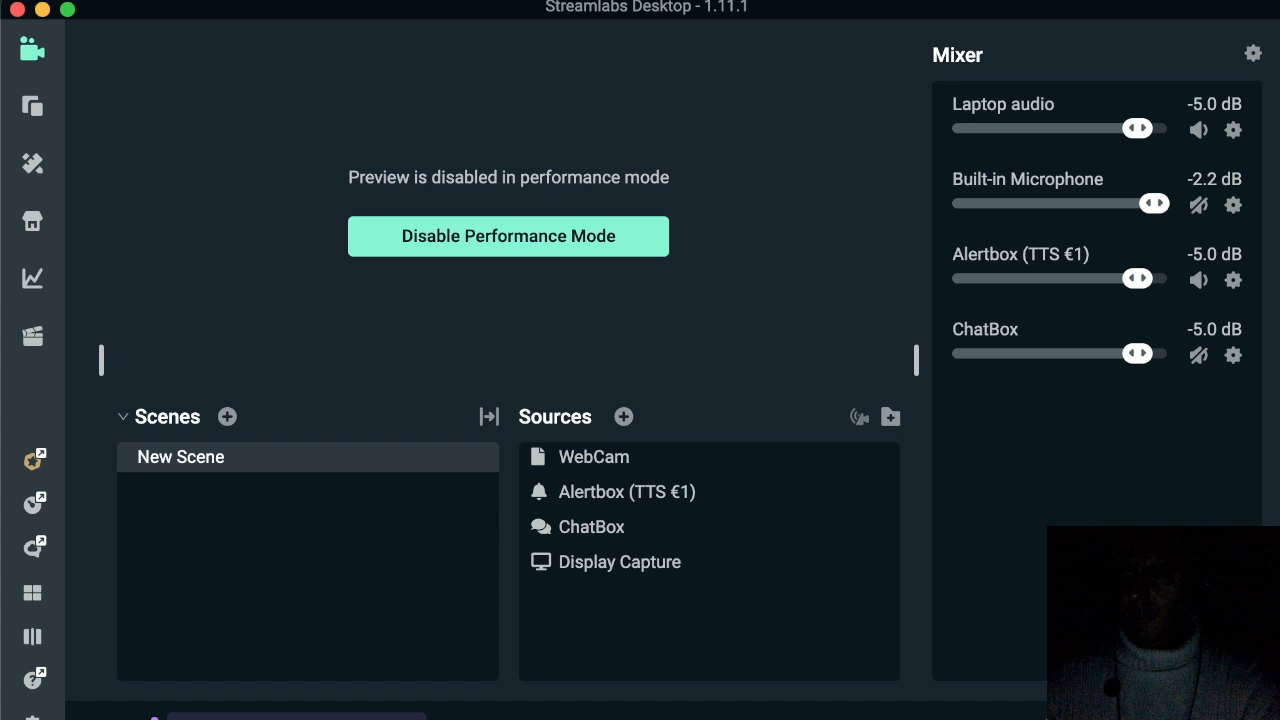 Streamlabs Desktop - 1.11.1
Mixer
Laptop audio
-5.0 dB
Built-in Microphone
-2.2 dB
Alertbox (TTS €1)
-5.0 dB
ChatBox
-5.0 dB
Preview is disabled in performance mode
Disable Performance Mode
Scenes
New Scene
Sources
WebCam
Alertbox (TTS €1)
ChatBox
Display Capture